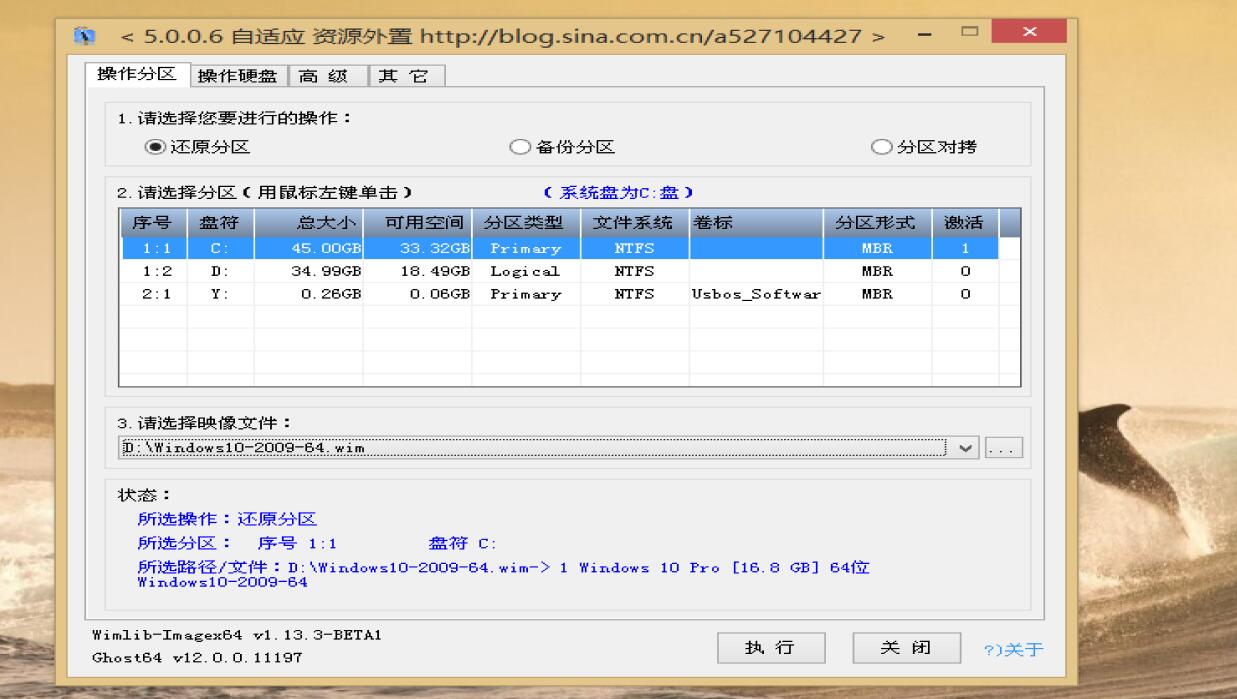 < 5.0.0.6 自适应 资源外置 http://blog.sina.com.cn/a527104427 >
操作分区 操作硬盘 高 级 其 它
1.请选择您要进行的操作：
还原分区 备份分区 分区对拷
2.请选择分区(用鼠标左键单击) (系统盘为C:盘)
序号 盘符 总大小 可用空间 分区类型 文件系统 卷标 分区形式 激活
1:1 C: 45.00GB 33.32GB Primary NTFS MBR 1
1:2 D: 34.99GB 18.49GB Logical NTFS MBR 0
2:1 Y: 0.26GB 0.06GB Primary NTFS Usbos_Softwar MBR 0
3.请选择映像文件：
D:\Windows10-2009-64.wim ...
状态：
所选操作：还原分区
所选分区： 序号 1:1 盘符 C:
所选路径/文件：D:\Windows10-2009-64.wim-> 1 Windows 10 Pro [16.8 GB] 64位
Windows10-2009-64
Wimlib-Imagex64 v1.13.3-BETA1
Ghost64 v12.0.0.11197
执 行 关 闭 ?)关于